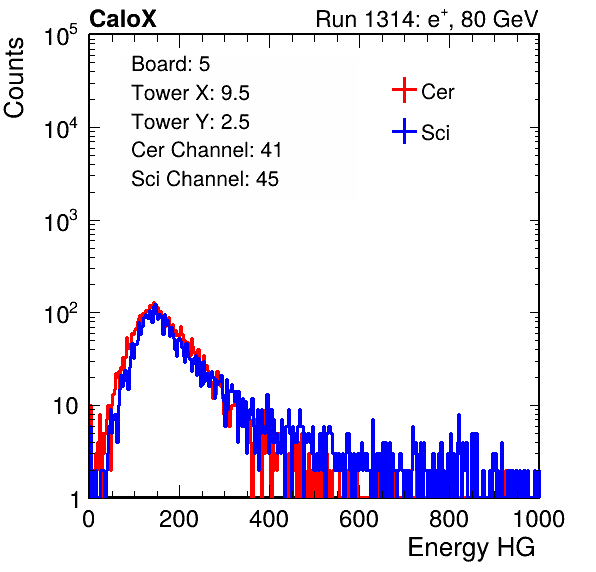 CaloX Run 1314: e⁺, 80 GeV
Counts
10⁵
10⁴
10³
10²
10
1
Board: 5
Tower X: 9.5
Tower Y: 2.5
Cer Channel: 41
Sci Channel: 45
Cer
Sci
0 200 400 600 800 1000
Energy HG